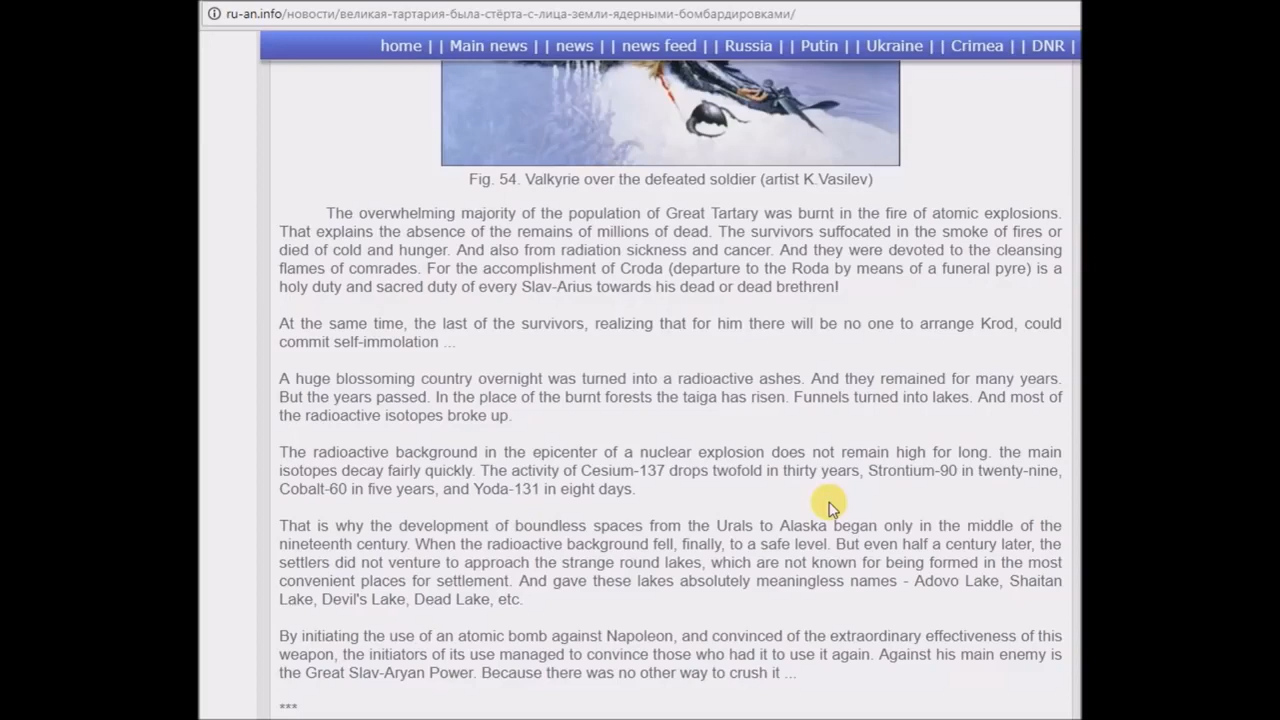 ru-an.info/новости/великая-тартария-была-стёрта-с-лица-земли-ядерными-бомбардировками/
home | | Main news | | news | | news feed | | Russia | | Putin | | Ukraine | | Crimea | | DNR |
Fig. 54. Valkyrie over the defeated soldier (artist K.Vasilev)
The overwhelming majority of the population of Great Tartary was burnt in the fire of atomic explosions.
That explains the absence of the remains of millions of dead. The survivors suffocated in the smoke of fires or
died of cold and hunger. And also from radiation sickness and cancer. And they were devoted to the cleansing
flames of comrades. For the accomplishment of Croda (departure to the Roda by means of a funeral pyre) is a
holy duty and sacred duty of every Slav-Arius towards his dead or dead brethren!
At the same time, the last of the survivors, realizing that for him there will be no one to arrange Krod, could
commit self-immolation ...
A huge blossoming country overnight was turned into a radioactive ashes. And they remained for many years.
But the years passed. In the place of the burnt forests the taiga has risen. Funnels turned into lakes. And most of
the radioactive isotopes broke up.
The radioactive background in the epicenter of a nuclear explosion does not remain high for long. the main
isotopes decay fairly quickly. The activity of Cesium-137 drops twofold in thirty years, Strontium-90 in twenty-nine,
Cobalt-60 in five years, and Yoda-131 in eight days.
That is why the development of boundless spaces from the Urals to Alaska began only in the middle of the
nineteenth century. When the radioactive background fell, finally, to a safe level. But even half a century later, the
settlers did not venture to approach the strange round lakes, which are not known for being formed in the most
convenient places for settlement. And gave these lakes absolutely meaningless names - Adovo Lake, Shaitan
Lake, Devil's Lake, Dead Lake, etc.
By initiating the use of an atomic bomb against Napoleon, and convinced of the extraordinary effectiveness of this
weapon, the initiators of its use managed to convince those who had it to use it again. Against his main enemy is
the Great Slav-Aryan Power. Because there was no other way to crush it ...
***